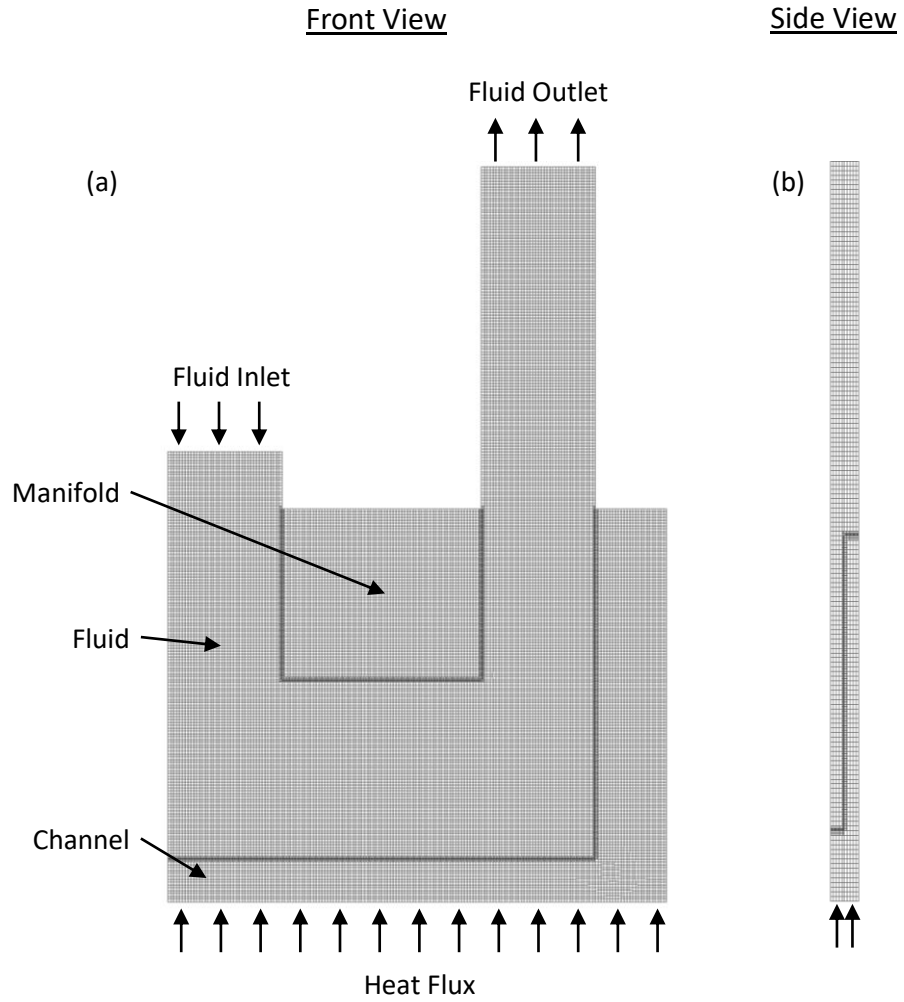 Front View
Side View
Fluid Outlet
(a)
(b)
Fluid Inlet
Manifold
Fluid
Channel
Heat Flux